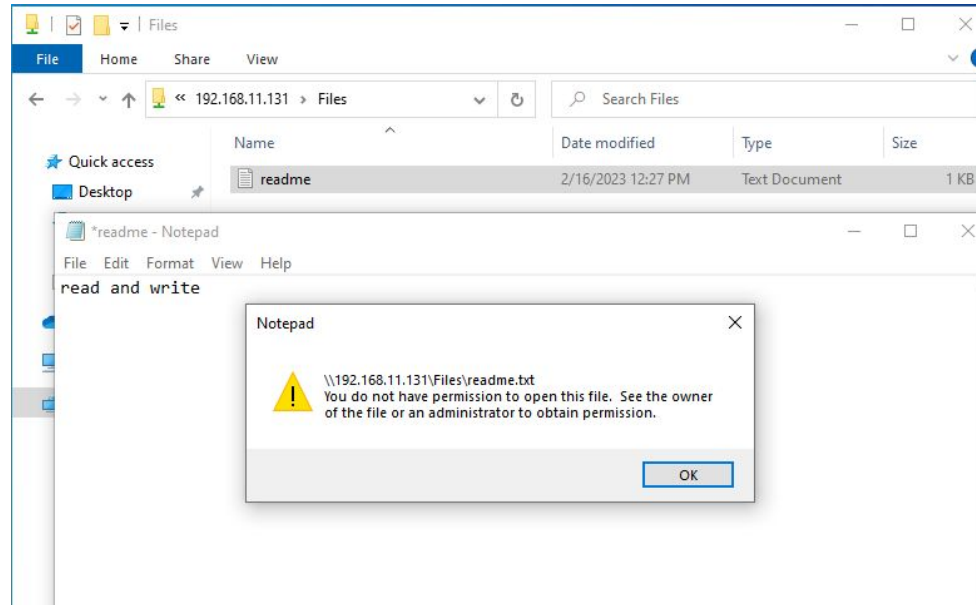 Files
File Home Share View
« 192.168.11.131 › Files
Search Files
Name Date modified Type Size
Quick access
Desktop
readme 2/16/2023 12:27 PM Text Document 1 KB
*readme - Notepad
File Edit Format View Help
read and write
Notepad
\\192.168.11.131\Files\readme.txt
You do not have permission to open this file. See the owner
of the file or an administrator to obtain permission.
OK